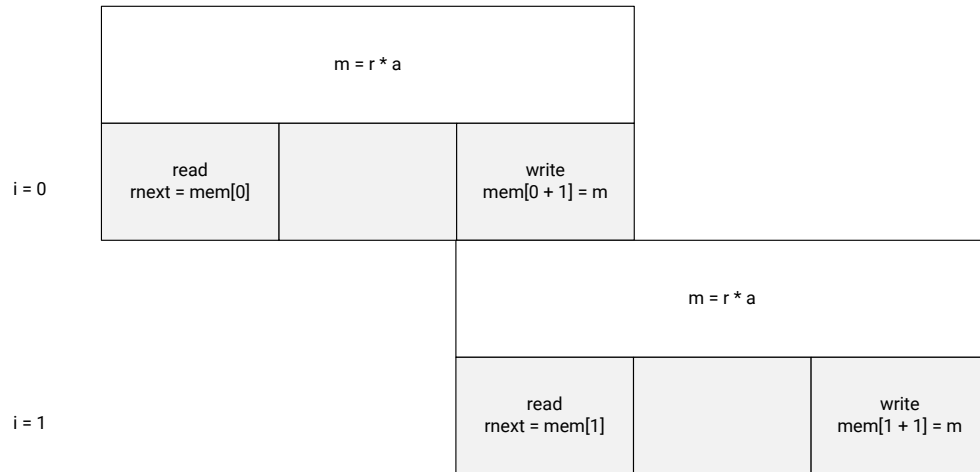 m = r * a
read
rnext = mem[0]
write
mem[0 + 1] = m
i = 0
m = r * a
read
rnext = mem[1]
write
mem[1 + 1] = m
i = 1